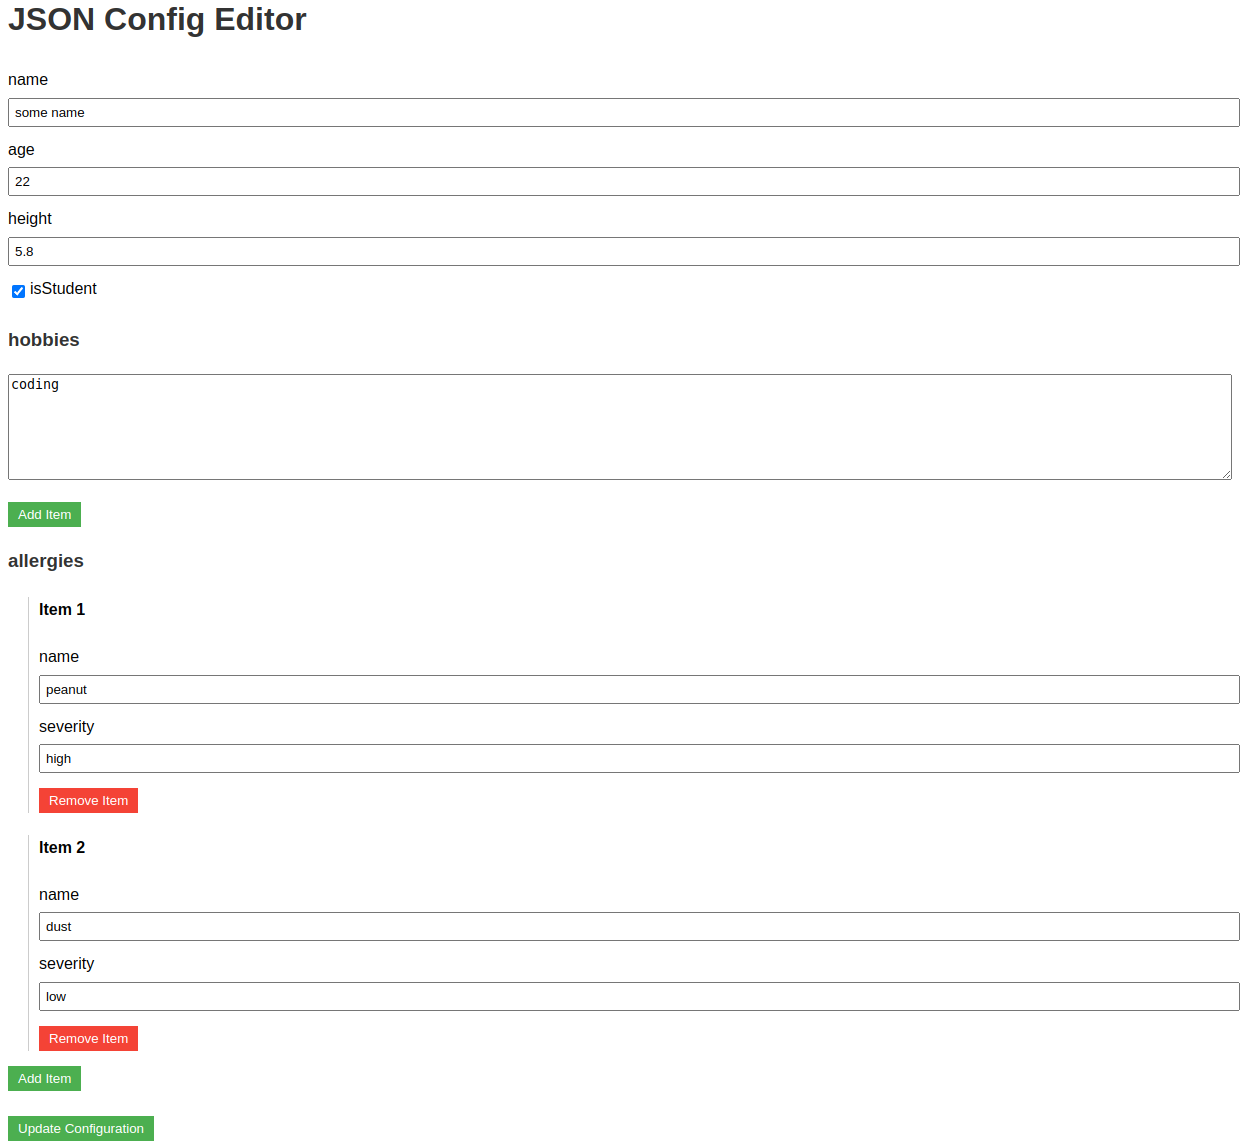 JSON Config Editor
name
some name
age
22
height
5.8
isStudent
hobbies
coding
Add Item
allergies
Item 1
name
peanut
severity
high
Remove Item
Item 2
name
dust
severity
low
Remove Item
Add Item
Update Configuration